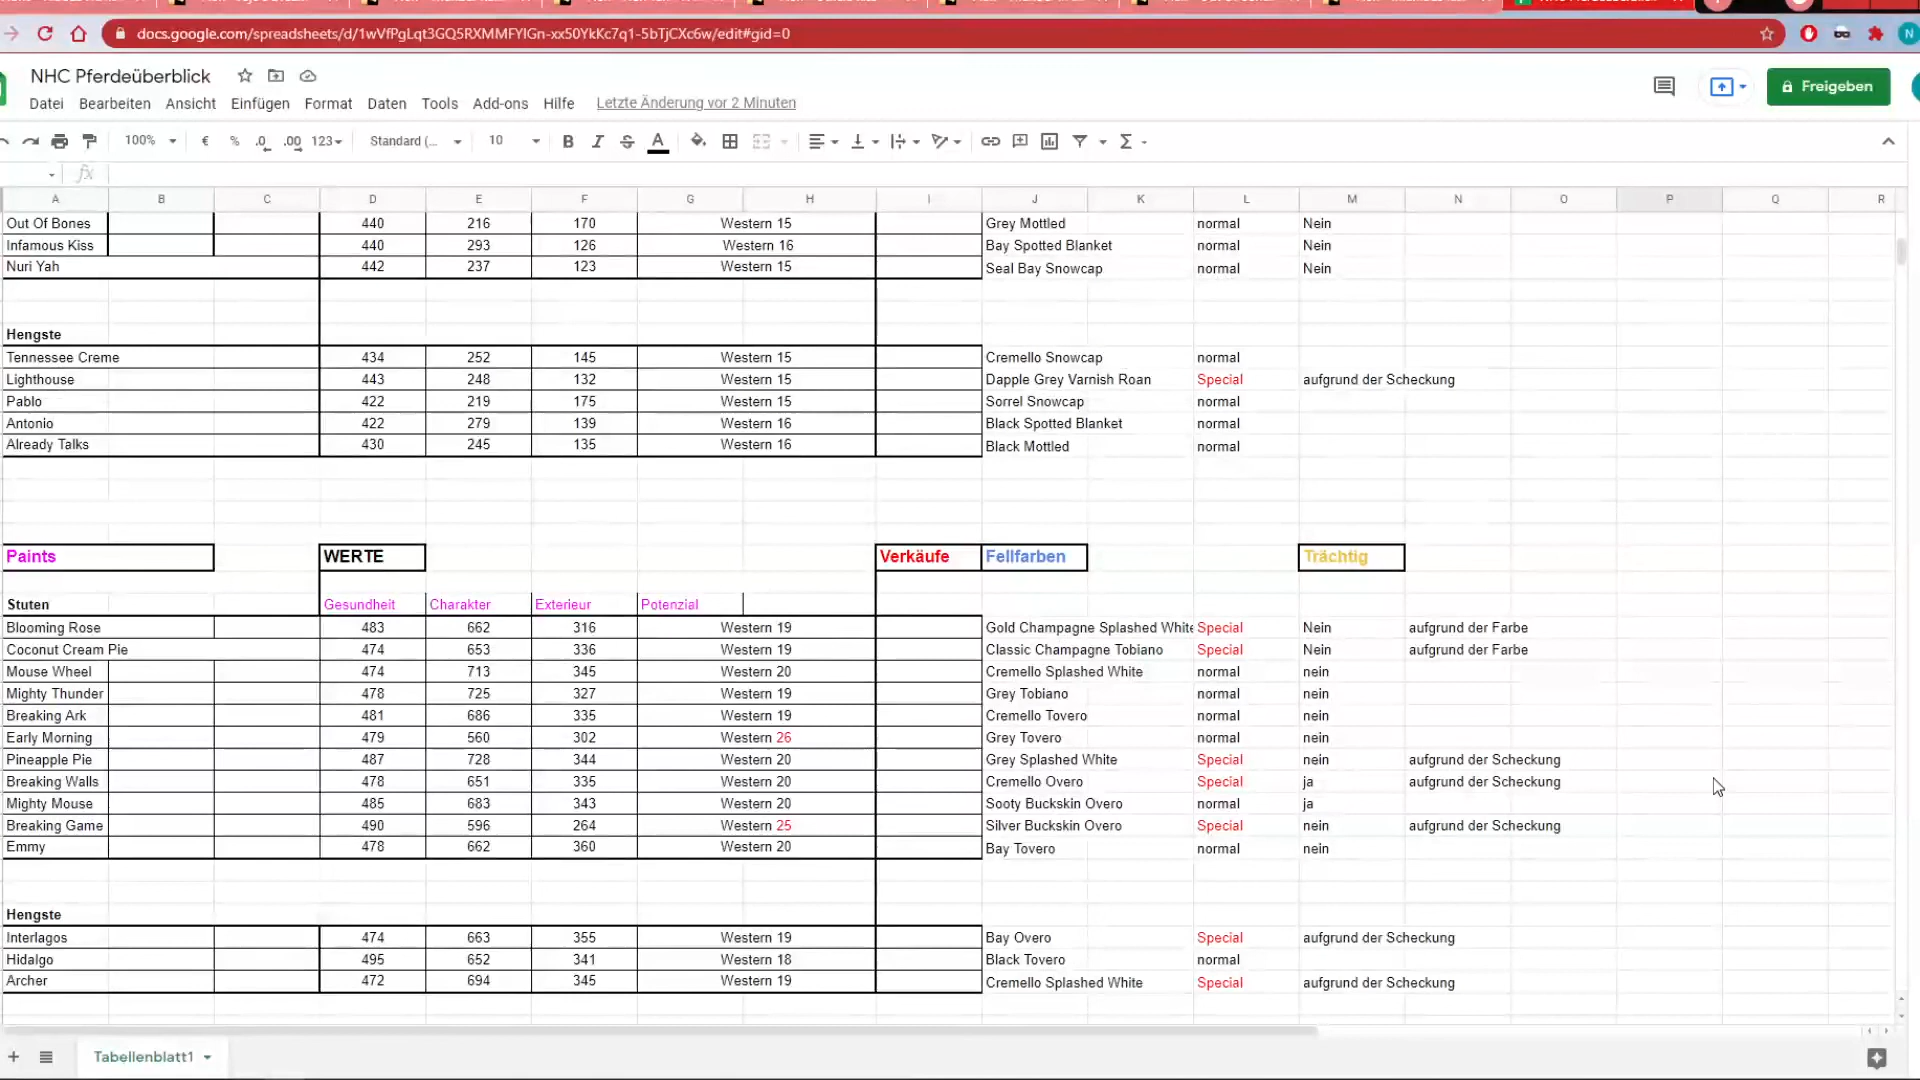 docs.google.com/spreadsheets/d/1wVfPgLqt3GQ5RXMMFYlGn-xx50YkKc7q1-5bTjCXc6w/edit#gid=0
N
NHC Pferdeüberblick
Datei Bearbeiten Ansicht Einfügen Format Daten Tools Add-ons Hilfe Letzte Änderung vor 2 Minuten
Freigeben
100% € % .0 .00 123 Standard (... 10 B I S A Σ
fx
A B C D E F G H I J K L M N O P Q R
Out Of Bones 440 216 170 Western 15 Grey Mottled normal Nein
Infamous Kiss 440 293 126 Western 16 Bay Spotted Blanket normal Nein
Nuri Yah 442 237 123 Western 15 Seal Bay Snowcap normal Nein
Hengste
Tennessee Creme 434 252 145 Western 15 Cremello Snowcap normal
Lighthouse 443 248 132 Western 15 Dapple Grey Varnish Roan Special aufgrund der Scheckung
Pablo 422 219 175 Western 15 Sorrel Snowcap normal
Antonio 422 279 139 Western 16 Black Spotted Blanket normal
Already Talks 430 245 135 Western 16 Black Mottled normal
Paints WERTE Verkäufe Fellfarben Trächtig
Stuten Gesundheit Charakter Exterieur Potenzial
Blooming Rose 483 662 316 Western 19 Gold Champagne Splashed White Special Nein aufgrund der Farbe
Coconut Cream Pie 474 653 336 Western 19 Classic Champagne Tobiano Special Nein aufgrund der Farbe
Mouse Wheel 474 713 345 Western 20 Cremello Splashed White normal nein
Mighty Thunder 478 725 327 Western 19 Grey Tobiano normal nein
Breaking Ark 481 686 335 Western 19 Cremello Tovero normal nein
Early Morning 479 560 302 Western 26 Grey Tovero normal nein
Pineapple Pie 487 728 344 Western 20 Grey Splashed White Special nein aufgrund der Scheckung
Breaking Walls 478 651 335 Western 20 Cremello Overo Special ja aufgrund der Scheckung
Mighty Mouse 485 683 343 Western 20 Sooty Buckskin Overo normal ja
Breaking Game 490 596 264 Western 25 Silver Buckskin Overo Special nein aufgrund der Scheckung
Emmy 478 662 360 Western 20 Bay Tovero normal nein
Hengste
Interlagos 474 663 355 Western 19 Bay Overo Special aufgrund der Scheckung
Hidalgo 495 652 341 Western 18 Black Tovero normal
Archer 472 694 345 Western 19 Cremello Splashed White Special aufgrund der Scheckung
Tabellenblatt1